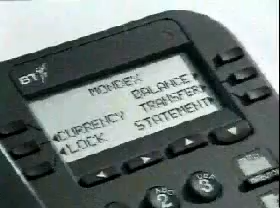 BT
MONDEX
BALANCE
TRANSFER
CURRENCY STATEMENT
LOCK
2
3